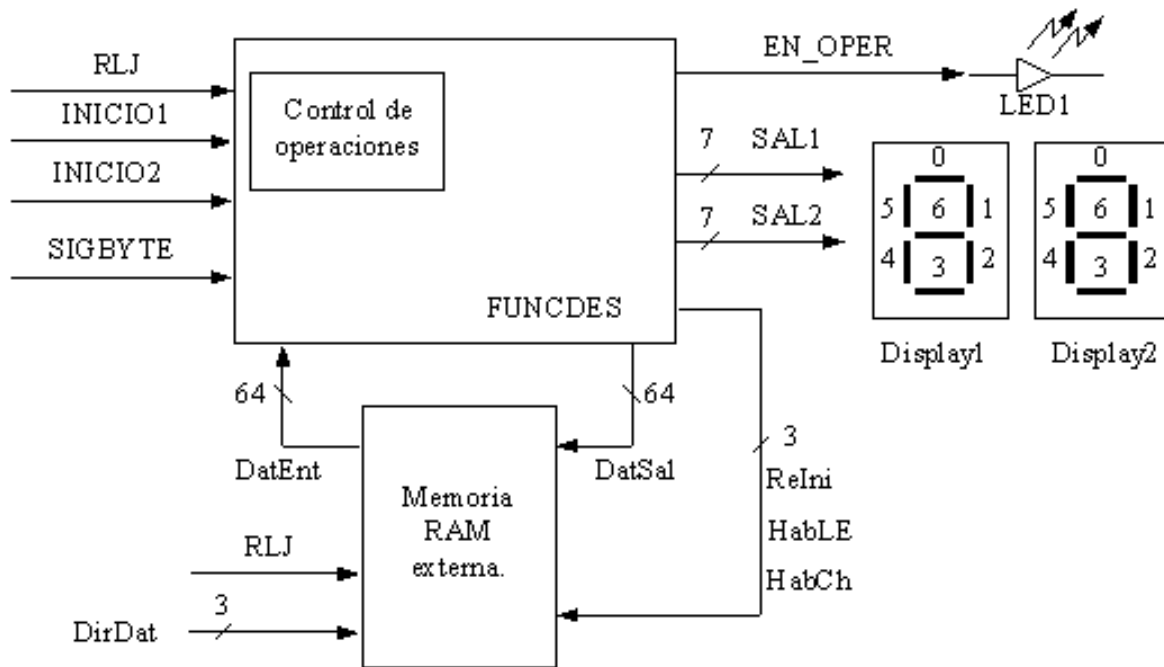 RLJ
INICIO1
INICIO2
SIGBYTE
Control de
operaciones
FUNCDES
EN_OPER
LED1
7 SAL1
7 SAL2
0
5 6 1
4 3 2
Display1
0
5 6 1
4 3 2
Display2
64
DatEnt
64
DatSal
3
ReIni
HabLE
HabCh
Memoria
RAM
externa.
RLJ
3
DirDat